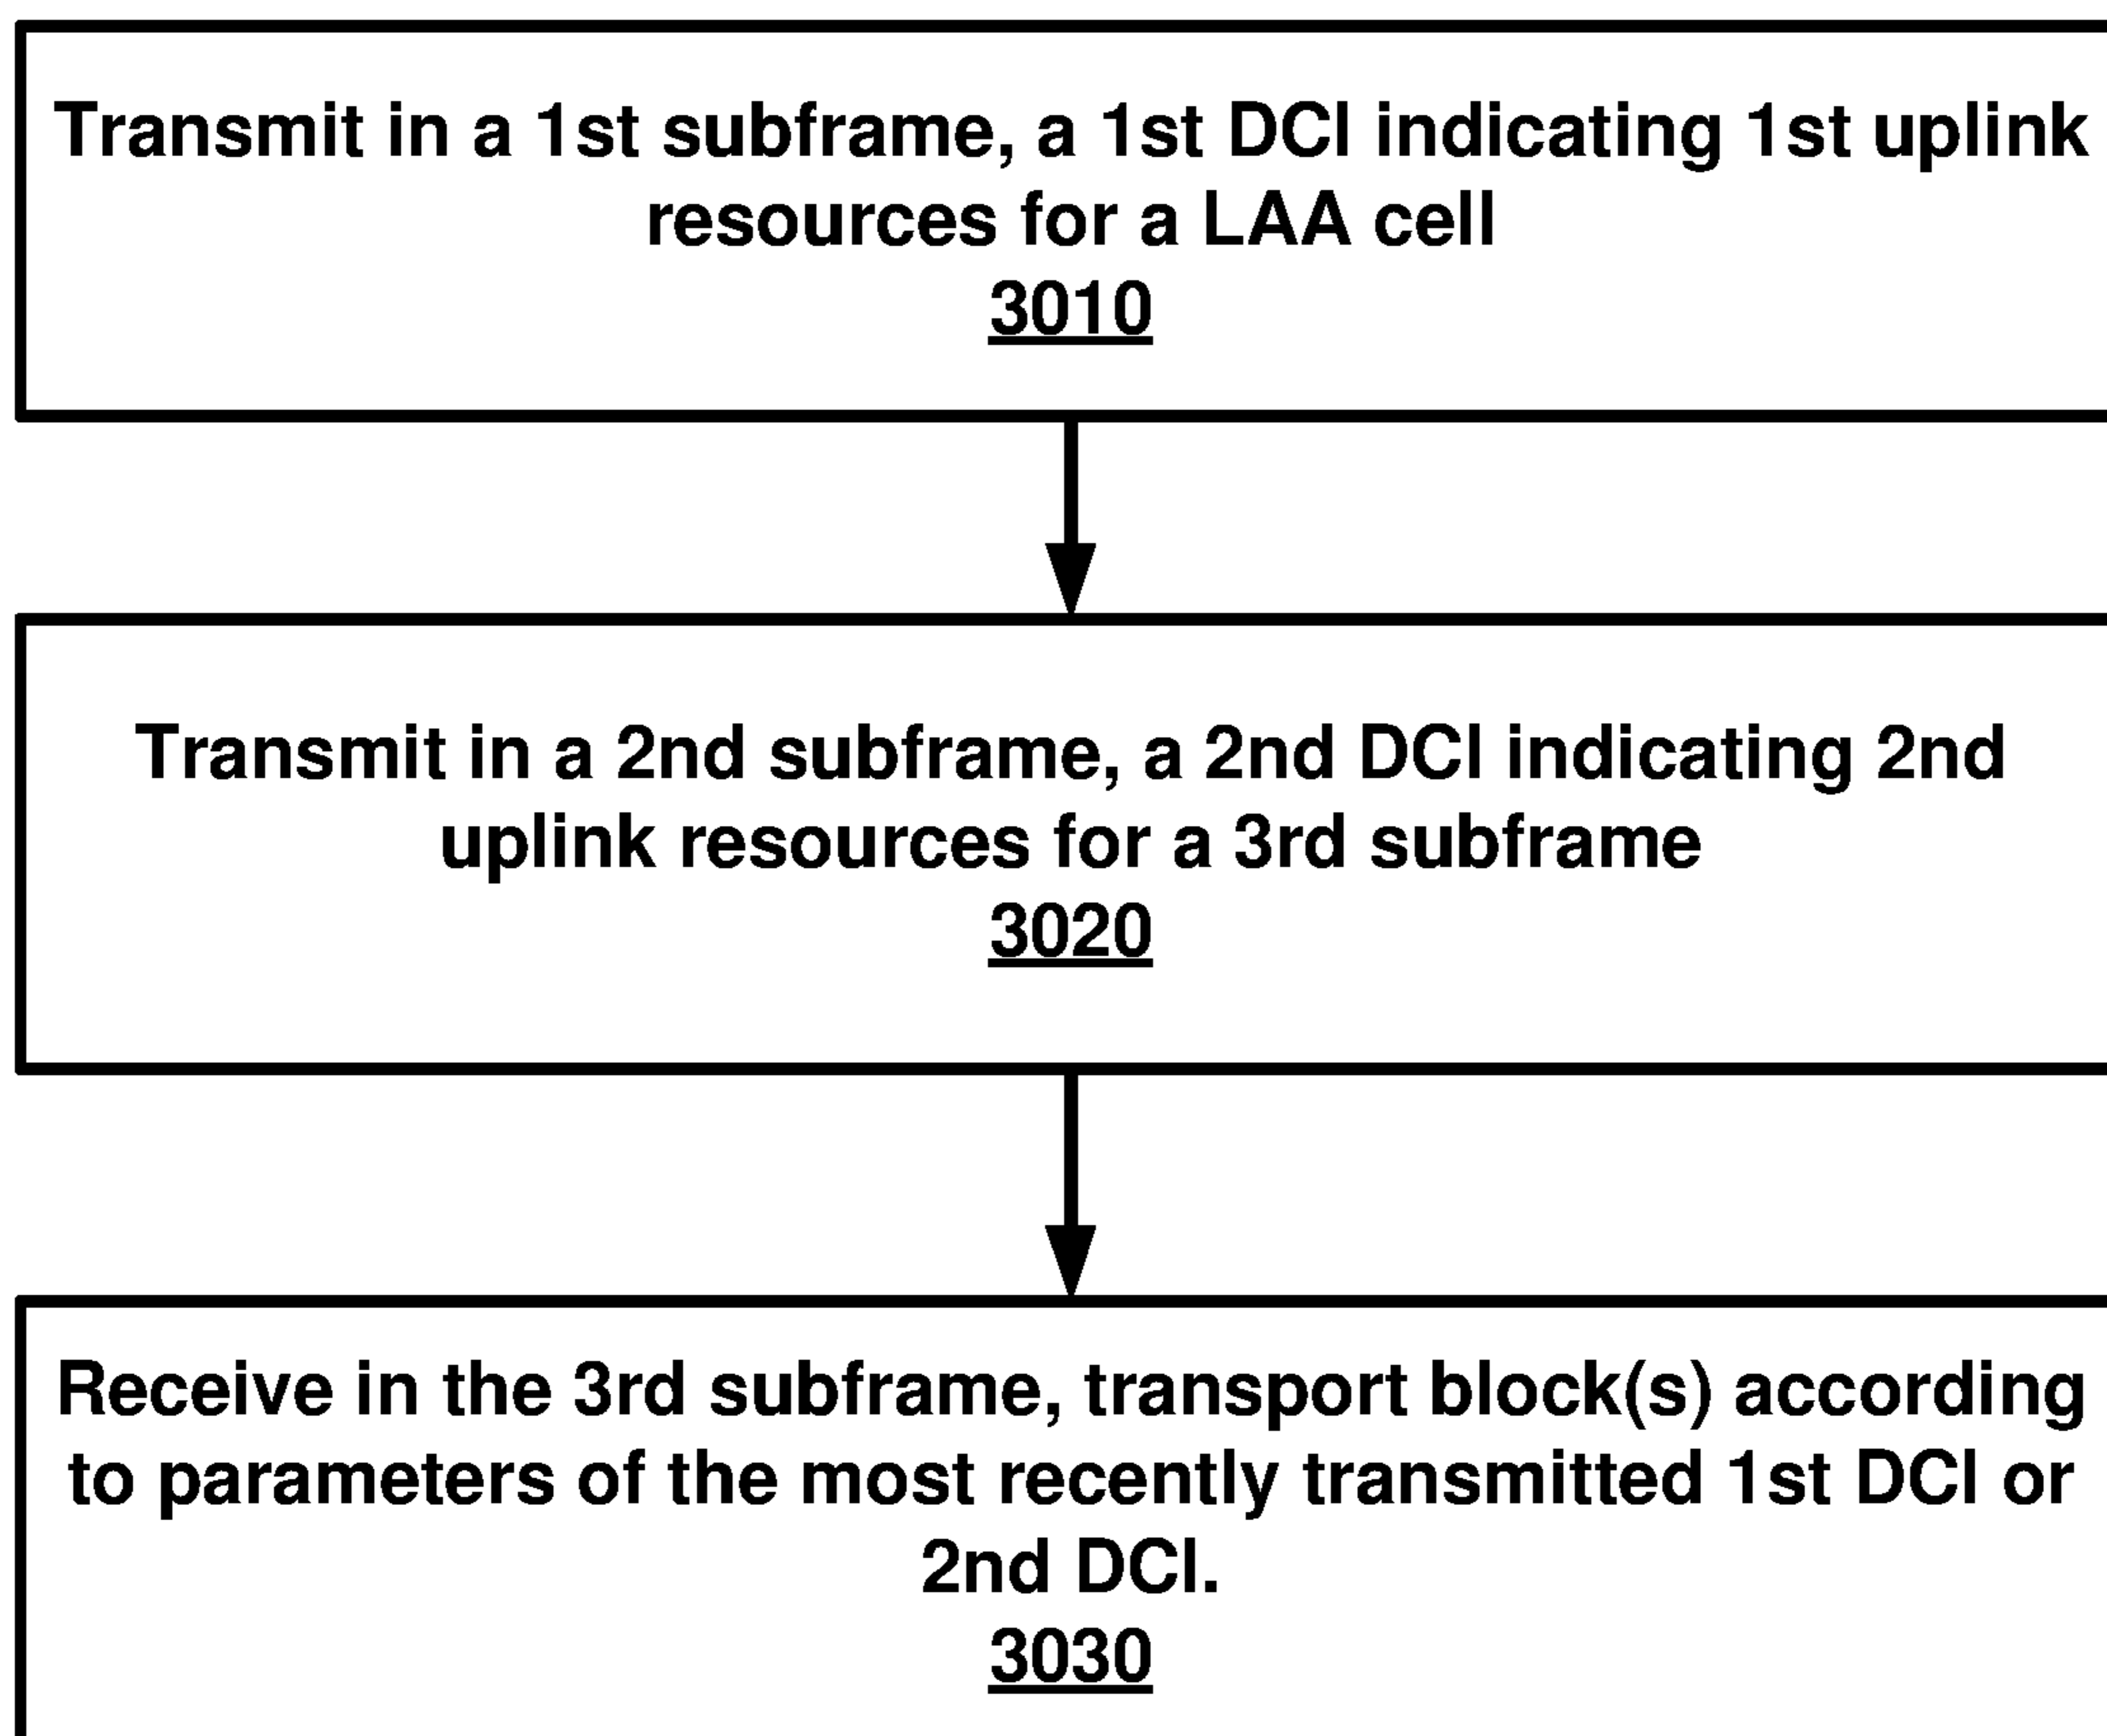 Transmit in a 1st subframe, a 1st DCI indicating 1st uplink
resources for a LAA cell
3010
Transmit in a 2nd subframe, a 2nd DCI indicating 2nd
uplink resources for a 3rd subframe
3020
Receive in the 3rd subframe, transport block(s) according
to parameters of the most recently transmitted 1st DCI or
2nd DCI.
3030